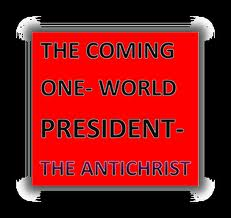 THE COMING
ONE- WORLD
PRESIDENT-
THE ANTICHRIST